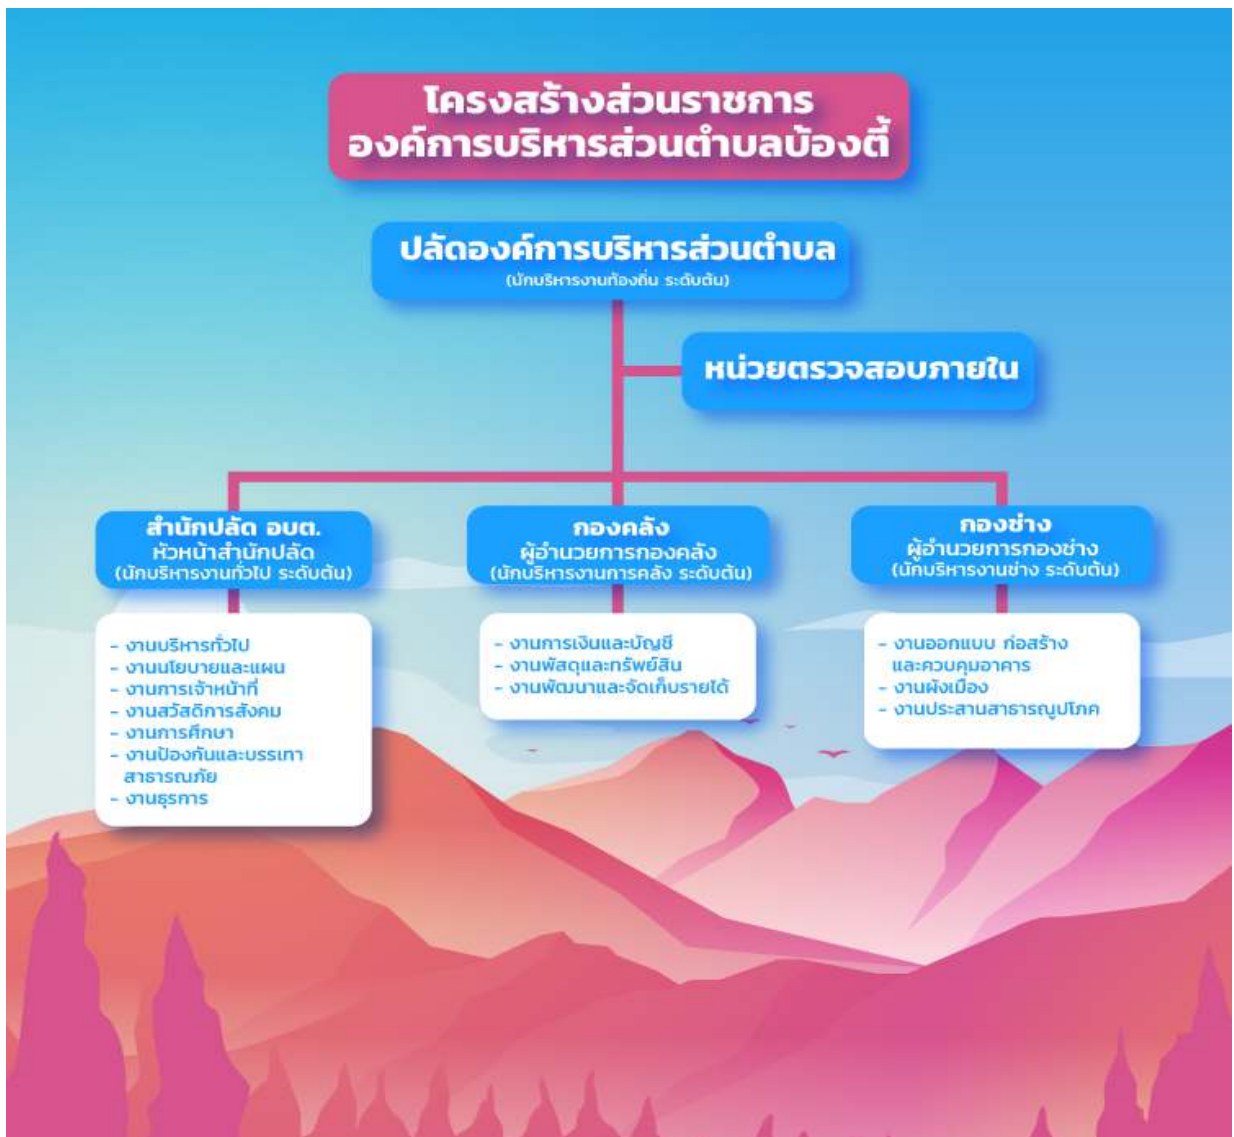 โครงสร้างส่วนราชการ
องค์การบริหารส่วนตำบลบ้องตี้
ปลัดองค์การบริหารส่วนตำบล
(นักบริหารงานท้องถิ่น ระดับต้น)
หน่วยตรวจสอบภายใน
สำนักปลัด อบต.
หัวหน้าสำนักปลัด
(นักบริหารงานทั่วไป ระดับต้น)
- งานบริหารทั่วไป
- งานนโยบายและแผน
- งานการเจ้าหน้าที่
- งานสวัสดิการสังคม
- งานการศึกษา
- งานป้องกันและบรรเทา
สาธารณภัย
- งานธุรการ
กองคลัง
ผู้อำนวยการกองคลัง
(นักบริหารงานการคลัง ระดับต้น)
- งานการเงินและบัญชี
- งานพัสดุและทรัพย์สิน
- งานพัฒนาและจัดเก็บรายได้
กองช่าง
ผู้อำนวยการกองช่าง
(นักบริหารงานช่าง ระดับต้น)
- งานออกแบบ ก่อสร้าง
และควบคุมอาคาร
- งานผังเมือง
- งานประสานสาธารณูปโภค